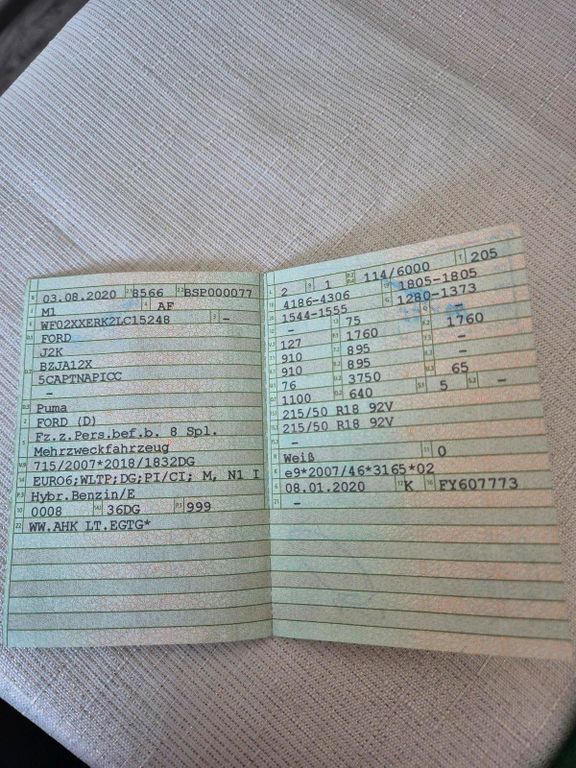 03.08.2020 8566 BSP000077
M1 AF
WF02XXERK2LC15248 –
FORD
J2K
BZJA12X
5CAPTNAPICC
–
Puma
FORD (D)
Fz.z.Pers.bef.b. 8 Spl.
Mehrzweckfahrzeug
715/2007*2018/1832DG
EURO6;WLTP;DG;PI/CI; M, N1 I
Hybr.Benzin/E
0008 36DG 999
WW.AHK LT.EGTG*
2 1 114/6000 205
4186-4306 1805-1805
1544-1555 1280-1373
– 75 –
127 1760 1760
910 895 –
910 895 –
76 3750 65
1100 640 5 –
215/50 R18 92V
215/50 R18 92V
–
Weiß 0
e9*2007/46*3165*02
08.01.2020 K FY607773
–